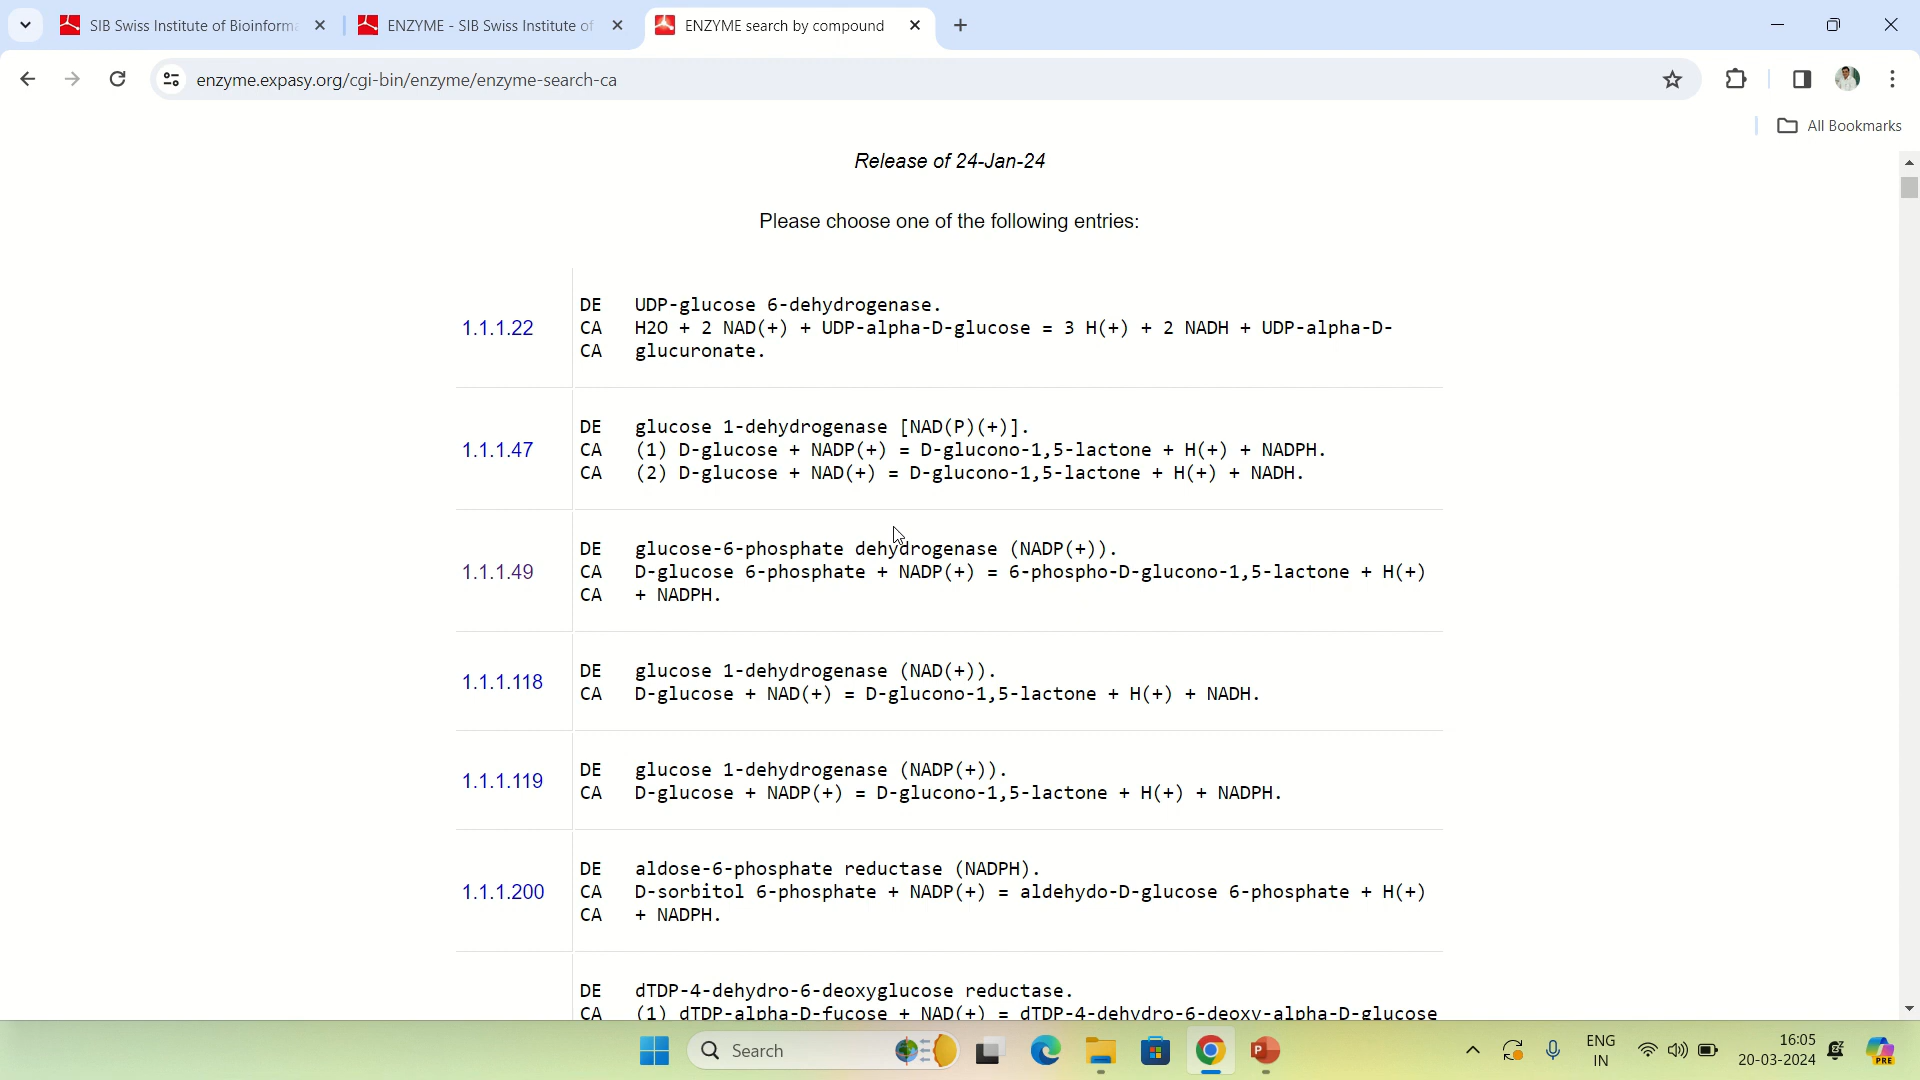 SIB Swiss Institute of Bioinforma
ENZYME - SIB Swiss Institute of
ENZYME search by compound
enzyme.expasy.org/cgi-bin/enzyme/enzyme-search-ca
All Bookmarks
Release of 24-Jan-24
Please choose one of the following entries:
DE UDP-glucose 6-dehydrogenase.
1.1.1.22 CA H2O + 2 NAD(+) + UDP-alpha-D-glucose = 3 H(+) + 2 NADH + UDP-alpha-D-
CA glucuronate.
DE glucose 1-dehydrogenase [NAD(P)(+)].
1.1.1.47 CA (1) D-glucose + NADP(+) = D-glucono-1,5-lactone + H(+) + NADPH.
CA (2) D-glucose + NAD(+) = D-glucono-1,5-lactone + H(+) + NADH.
DE glucose-6-phosphate dehydrogenase (NADP(+)).
1.1.1.49 CA D-glucose 6-phosphate + NADP(+) = 6-phospho-D-glucono-1,5-lactone + H(+)
CA + NADPH.
DE glucose 1-dehydrogenase (NAD(+)).
1.1.1.118 CA D-glucose + NAD(+) = D-glucono-1,5-lactone + H(+) + NADH.
DE glucose 1-dehydrogenase (NADP(+)).
1.1.1.119 CA D-glucose + NADP(+) = D-glucono-1,5-lactone + H(+) + NADPH.
DE aldose-6-phosphate reductase (NADPH).
1.1.1.200 CA D-sorbitol 6-phosphate + NADP(+) = aldehydo-D-glucose 6-phosphate + H(+)
CA + NADPH.
DE dTDP-4-dehydro-6-deoxyglucose reductase.
CA (1) dTDP-alpha-D-fucose + NAD(+) = dTDP-4-dehydro-6-deoxy-alpha-D-glucose
Search
ENG
IN
16:05
20-03-2024
PRE